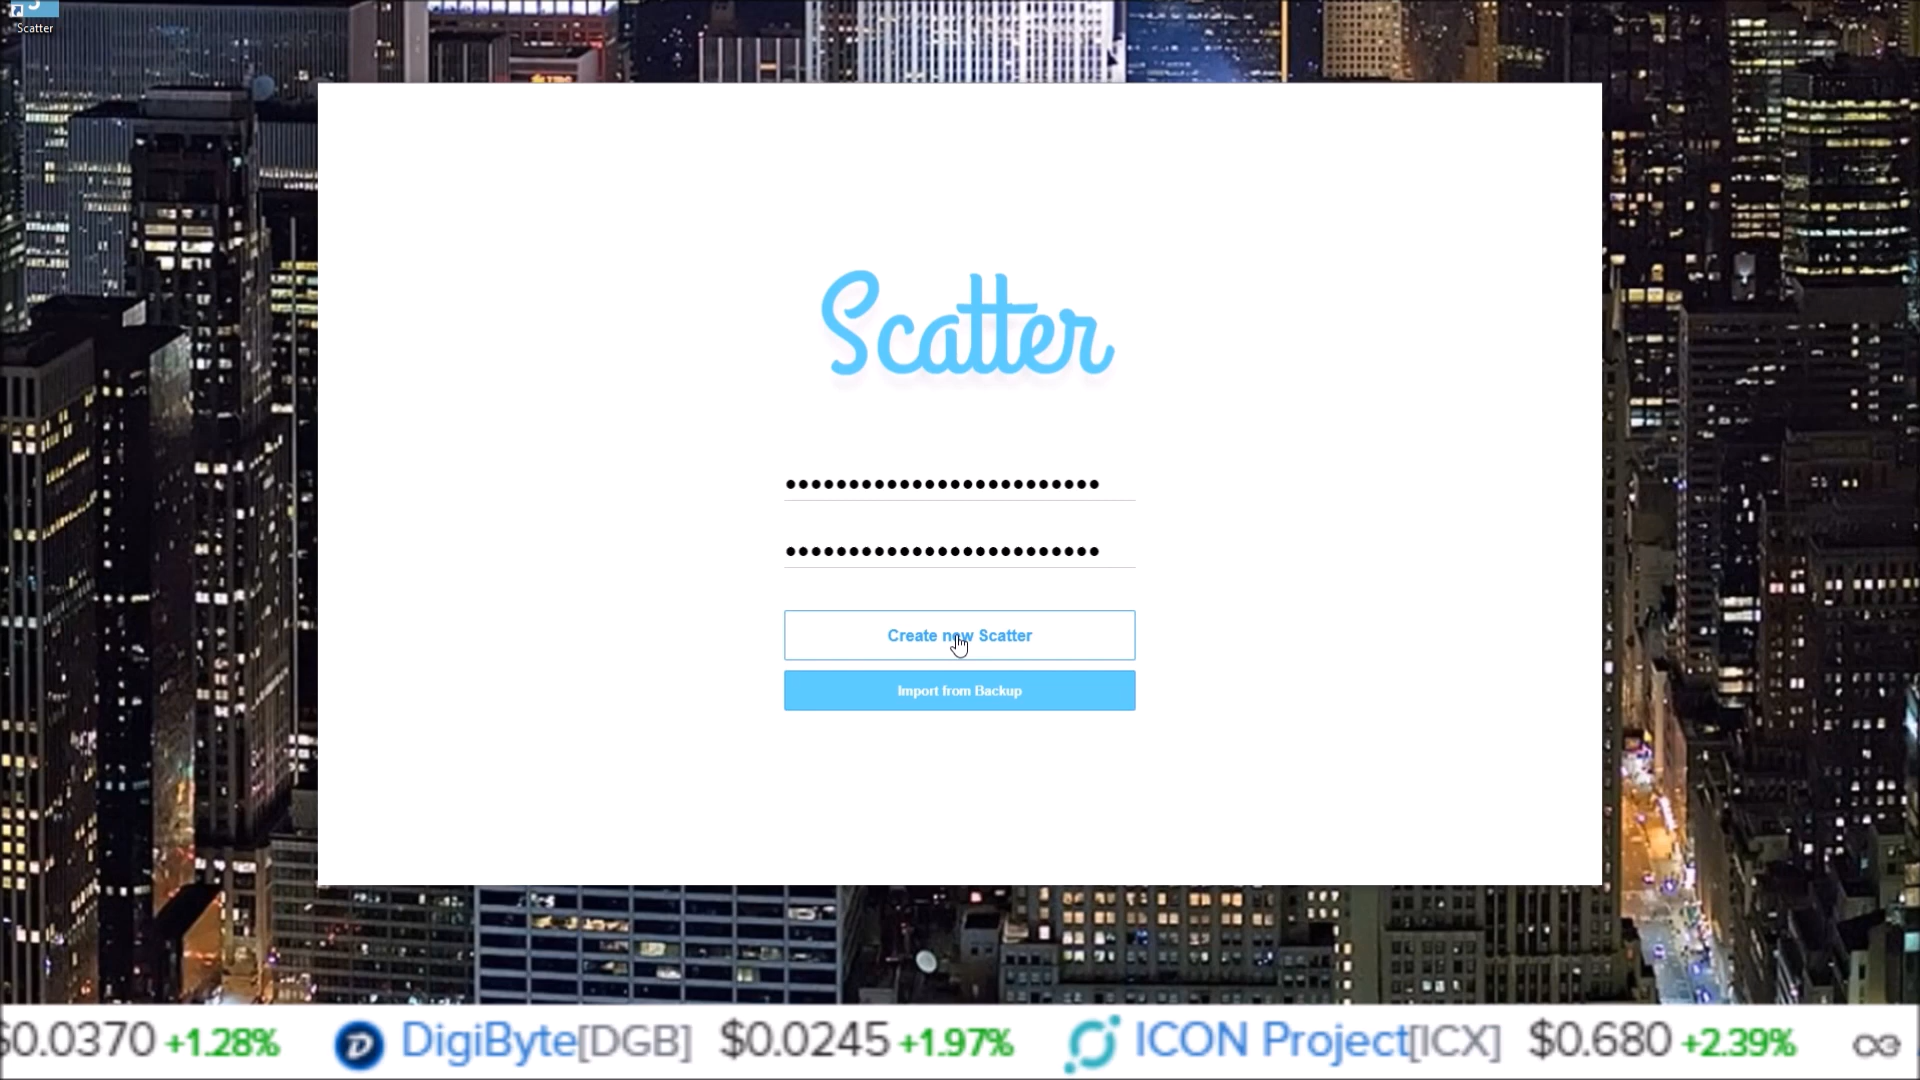 Scatter
Scatter
Create new Scatter
Import from Backup
$0.0370 +1.28% DigiByte[DGB] $0.0245 +1.97% ICON Project[ICX] $0.680 +2.39%